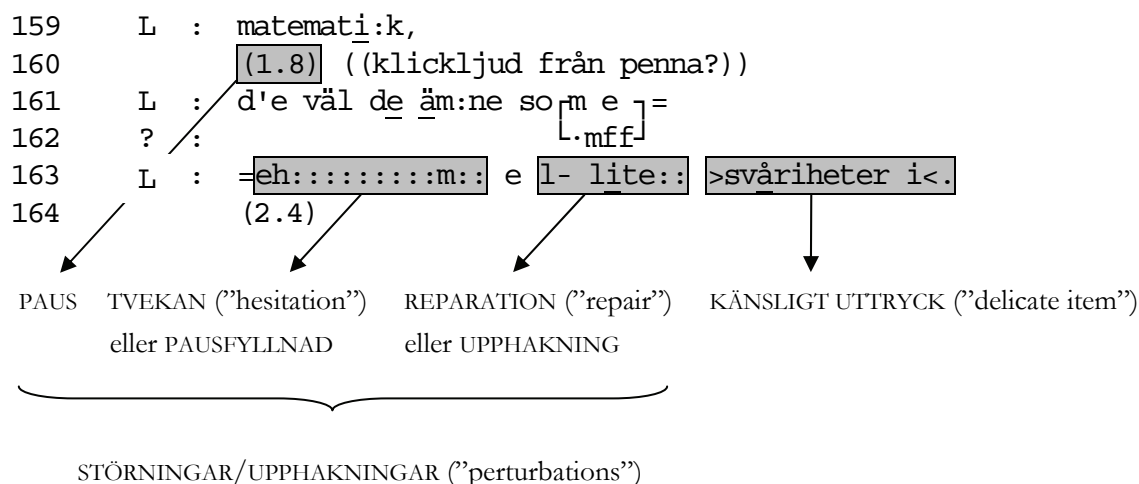 159 L : matemati:k,
160 (1.8) ((klickljud från penna?))
161 L : d'e väl de äm:ne so┌m e ┐=
162 ? : └·mff┘
163 L : =eh:::::::::m:: e l- lite:: >svåriheter i<.
164 (2.4)
PAUS TVEKAN (”hesitation”) REPARATION (”repair”) KÄNSLIGT UTTRYCK (”delicate item”)
eller PAUSFYLLNAD eller UPPHAKNING
STÖRNINGAR/UPPHAKNINGAR (”perturbations”)